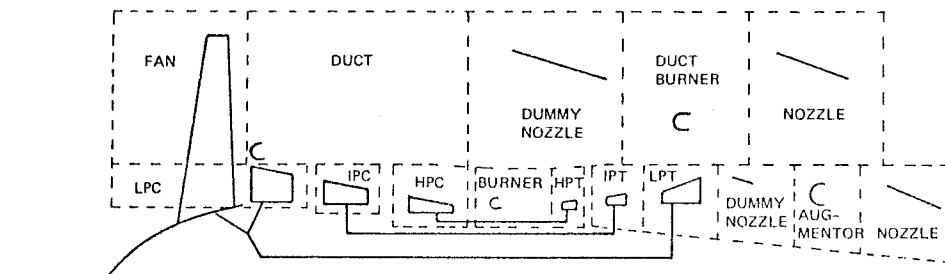 FAN
DUCT
DUMMY
NOZZLE
DUCT
BURNER
NOZZLE
LPC
IPC
HPC
BURNER
HPT
IPT
LPT
DUMMY
NOZZLE
AUG-
MENTOR
NOZZLE